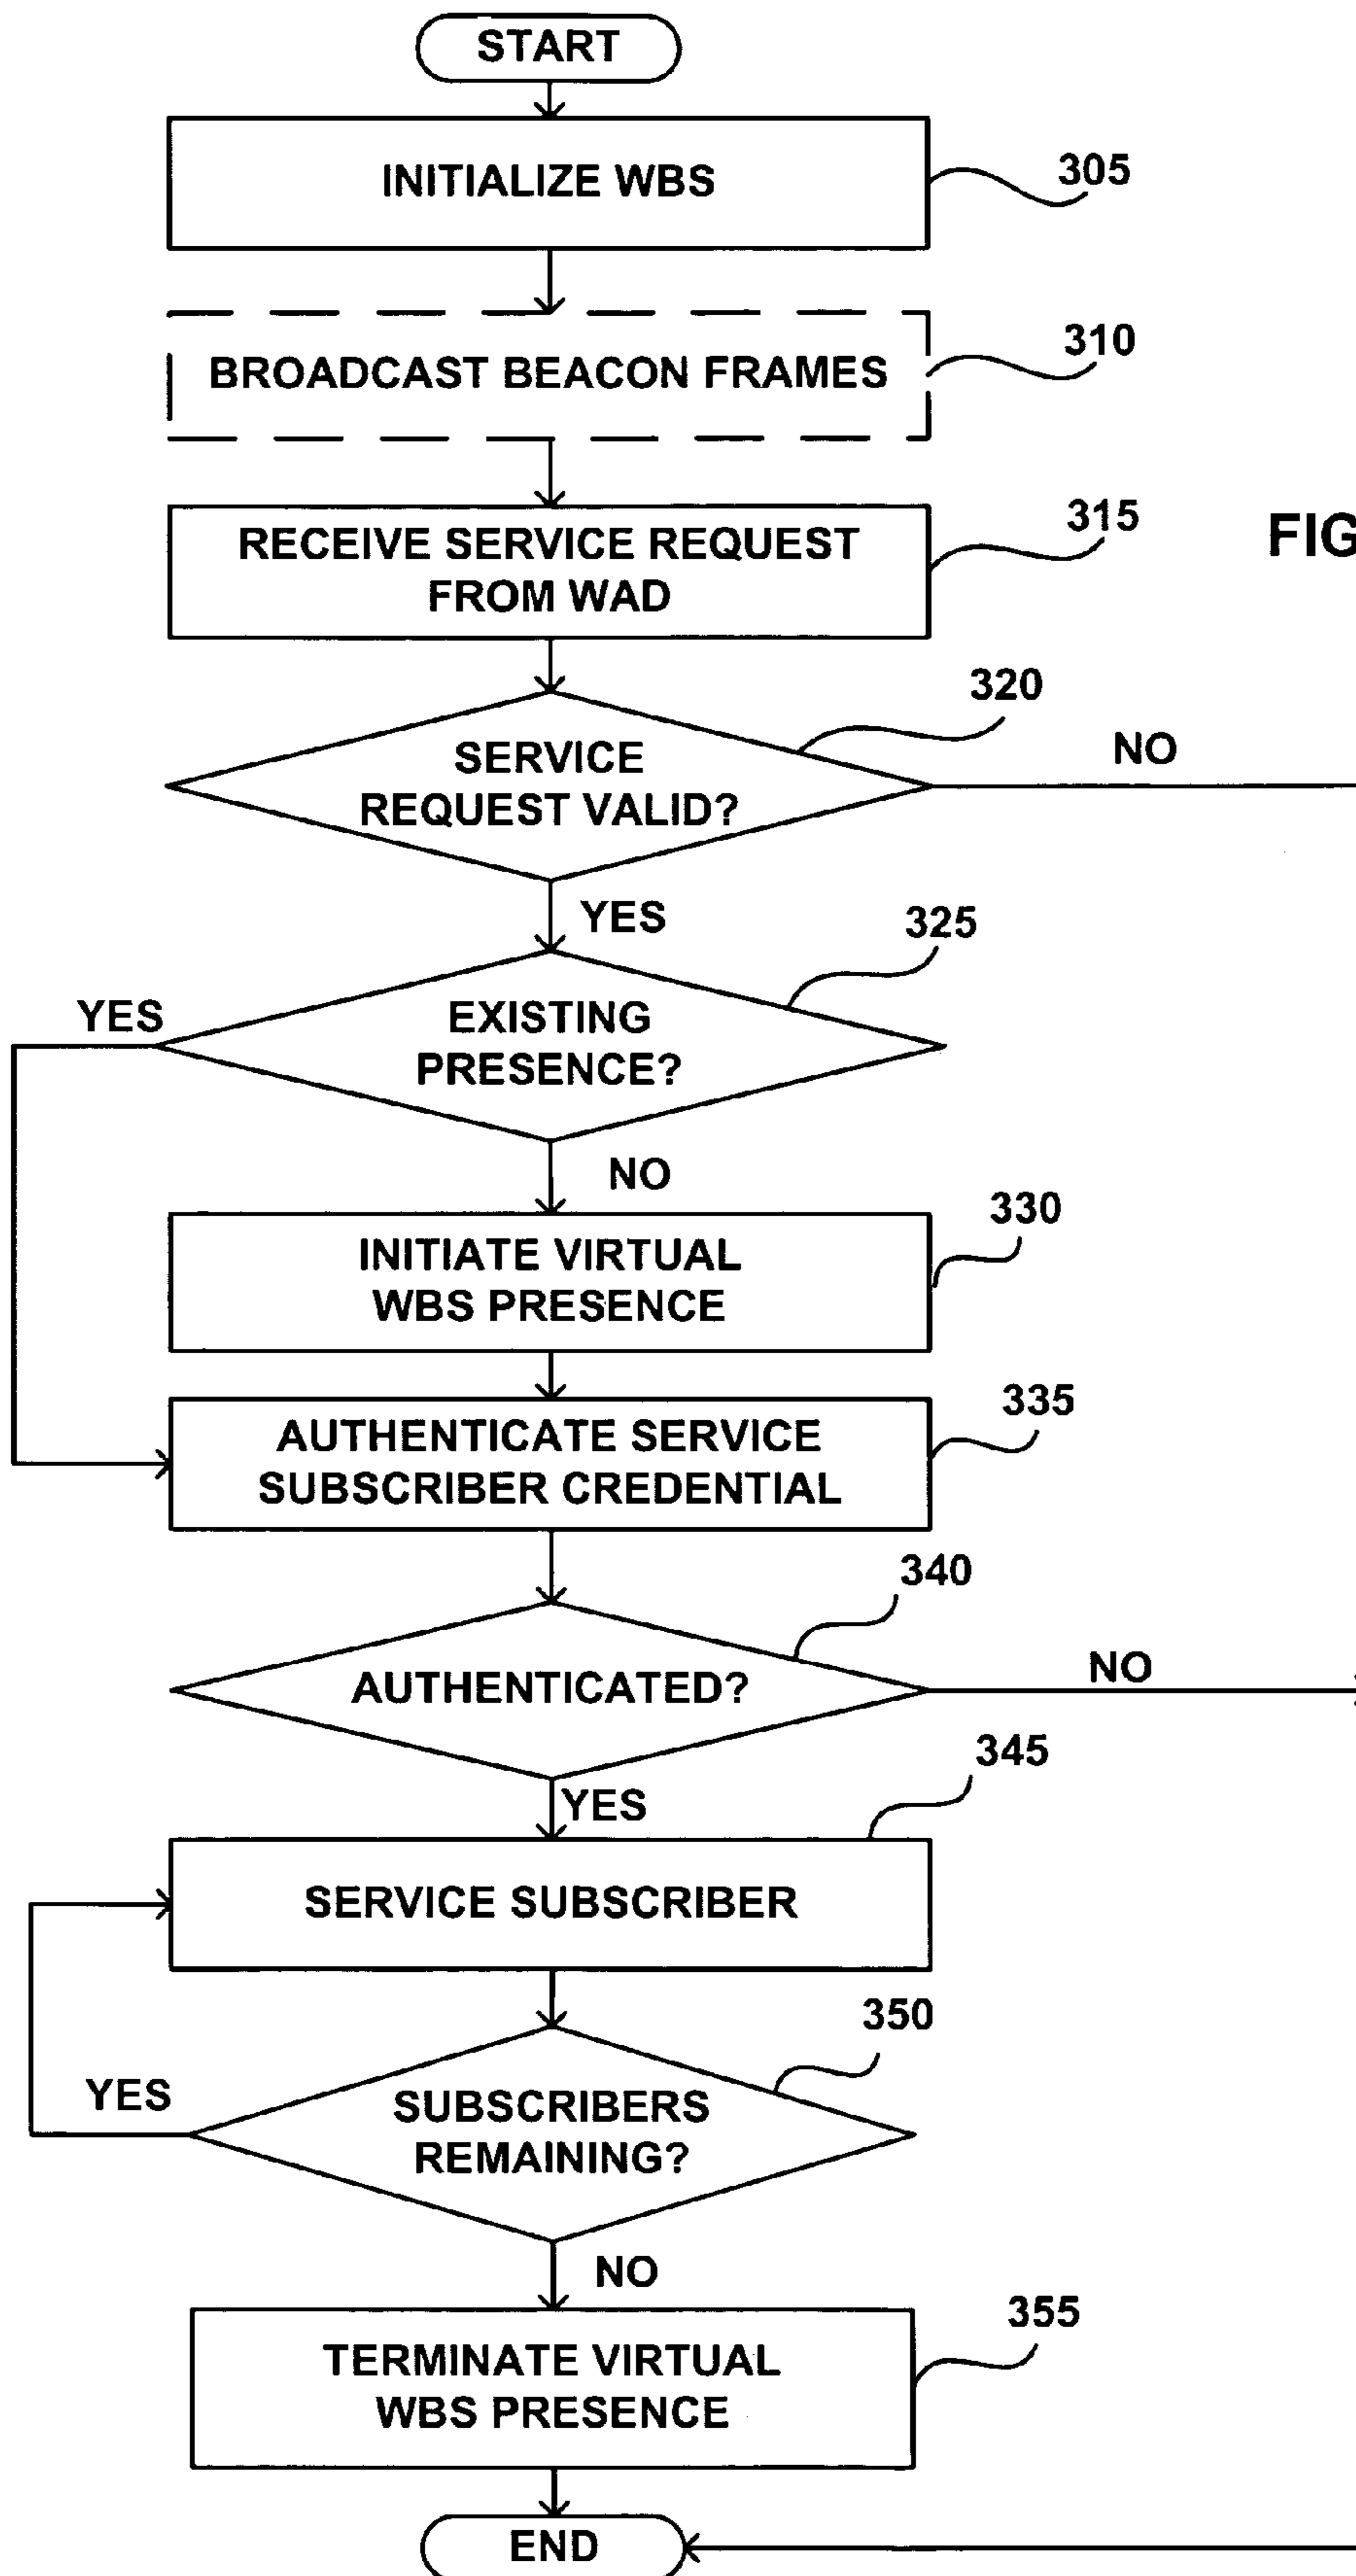 START
INITIALIZE WBS
305
BROADCAST BEACON FRAMES
310
RECEIVE SERVICE REQUEST
FROM WAD
315
FIG
320
SERVICE
REQUEST VALID?
NO
YES
325
YES
EXISTING
PRESENCE?
NO
330
INITIATE VIRTUAL
WBS PRESENCE
335
AUTHENTICATE SERVICE
SUBSCRIBER CREDENTIAL
340
AUTHENTICATED?
NO
345
YES
SERVICE SUBSCRIBER
350
YES
SUBSCRIBERS
REMAINING?
NO
355
TERMINATE VIRTUAL
WBS PRESENCE
END